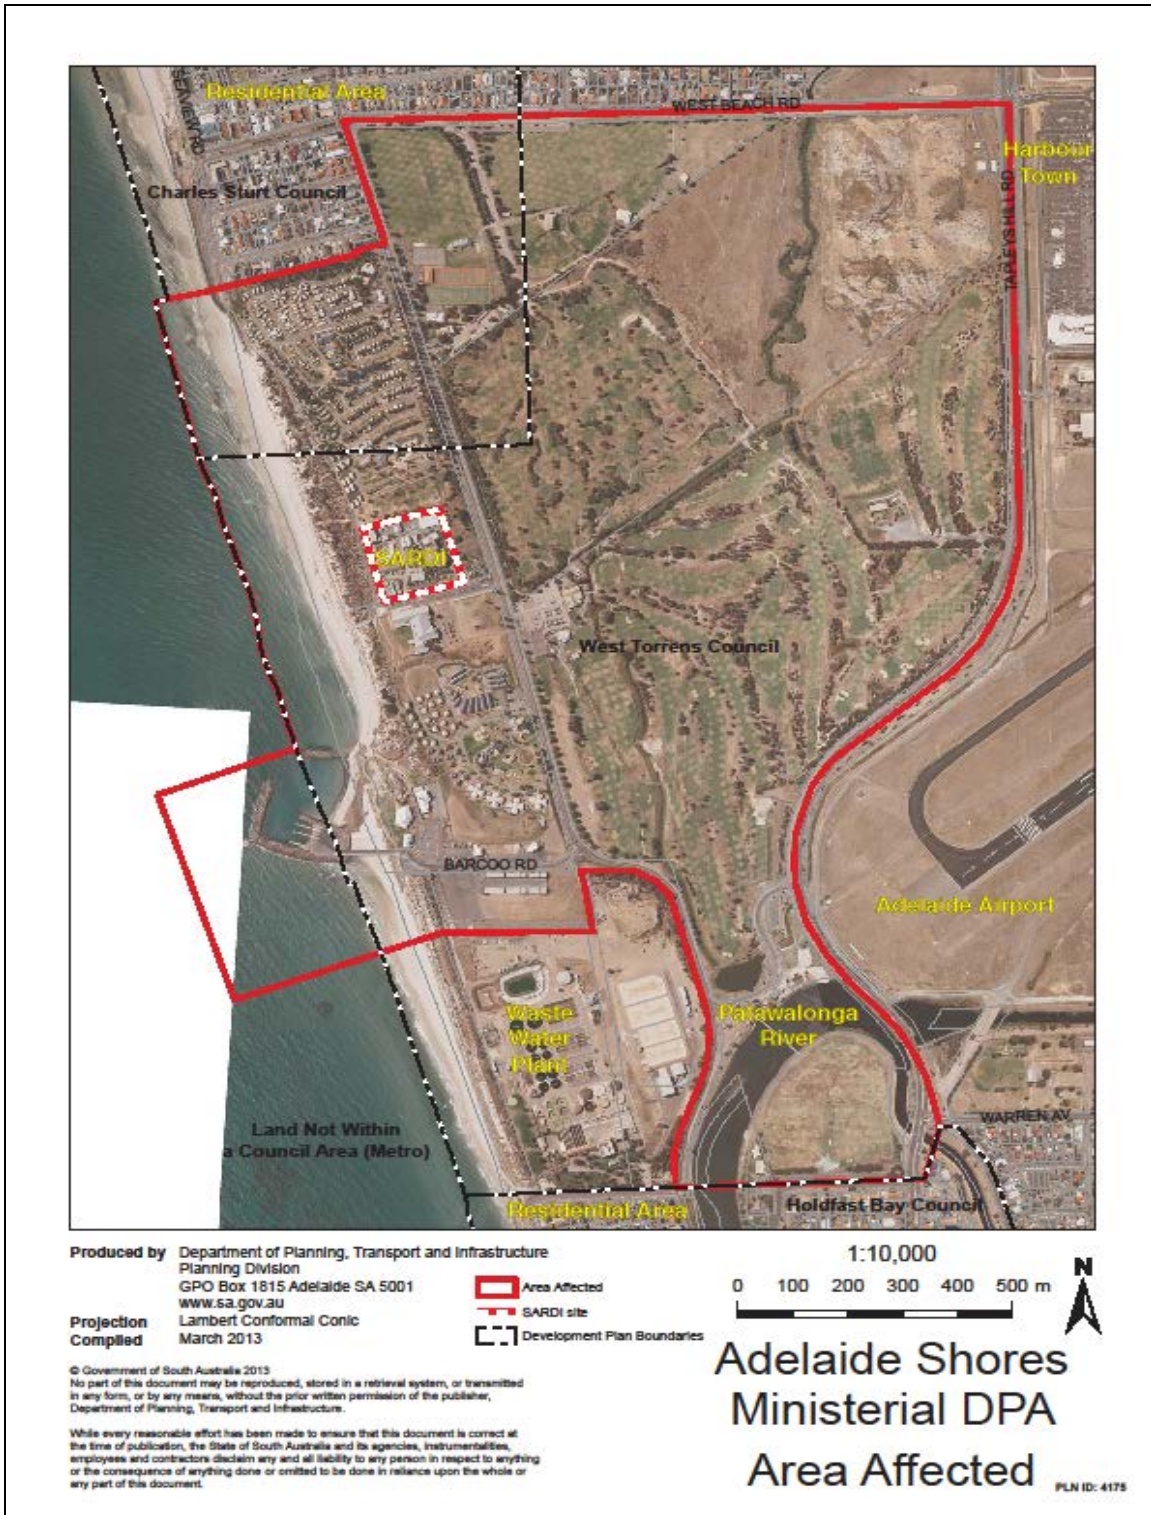 SEAVIEW RD
Residential Area
WEST BEACH RD
Harbour
Town
TAPLEYS HILL RD
Charles Sturt Council
SARDI
West Torrens Council
BARCOO RD
Adelaide Airport
Waste
Water
Plant
Patawalonga
River
WARREN AV
Land Not Within
a Council Area (Metro)
Residential Area
Holdfast Bay Council
Produced by Department of Planning, Transport and Infrastructure
Planning Division
GPO Box 1815 Adelaide SA 5001
www.sa.gov.au
Projection Lambert Conformal Conic
Compiled March 2013
Area Affected
SARDI site
Development Plan Boundaries
1:10,000
0 100 200 300 400 500 m
N
© Government of South Australia 2013
No part of this document may be reproduced, stored in a retrieval system, or transmitted
in any form, or by any means, without the prior written permission of the publisher,
Department of Planning, Transport and Infrastructure.
While every reasonable effort has been made to ensure that this document is correct at
the time of publication, the State of South Australia and its agencies, instrumentalities,
employees and contractors disclaim any and all liability to any person in respect to anything
or the consequence of anything done or omitted to be done in reliance upon the whole or
any part of this document.
Adelaide Shores
Ministerial DPA
Area Affected
PLN ID: 4175